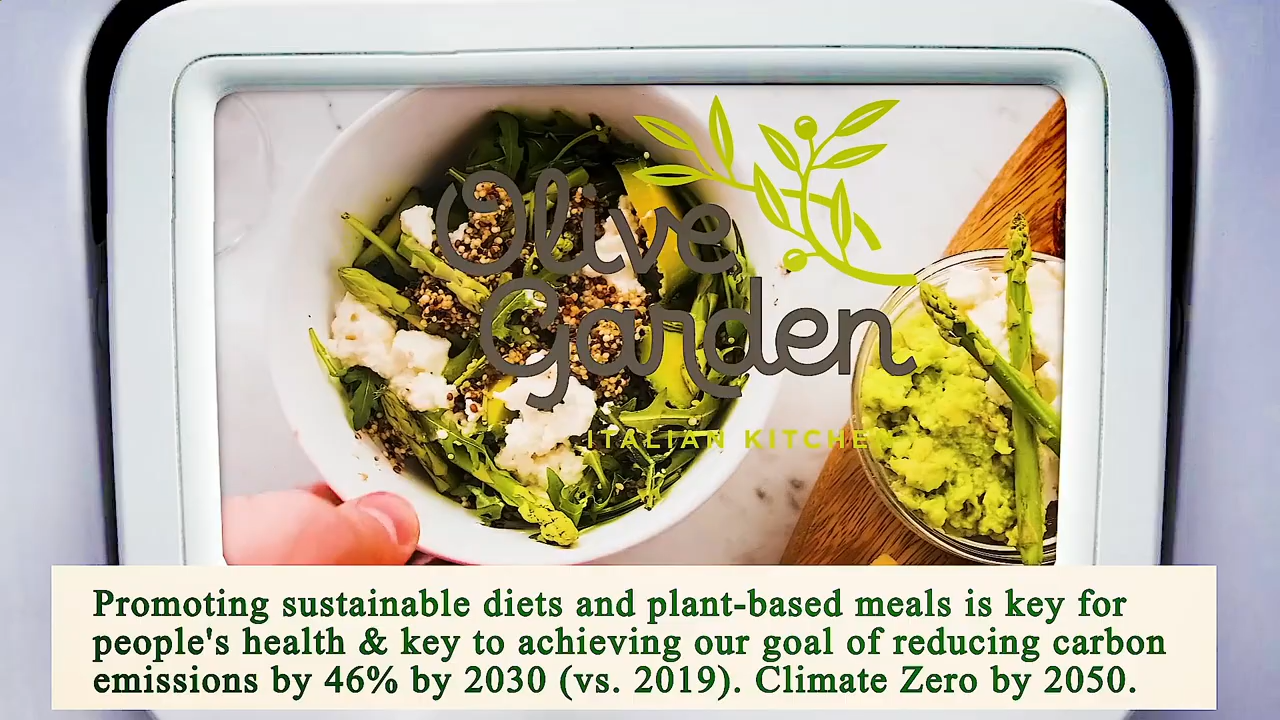 Olive
Garden
ITALIAN KITCHEN
Promoting sustainable diets and plant-based meals is key for
people's health & key to achieving our goal of reducing carbon
emissions by 46% by 2030 (vs. 2019). Climate Zero by 2050.